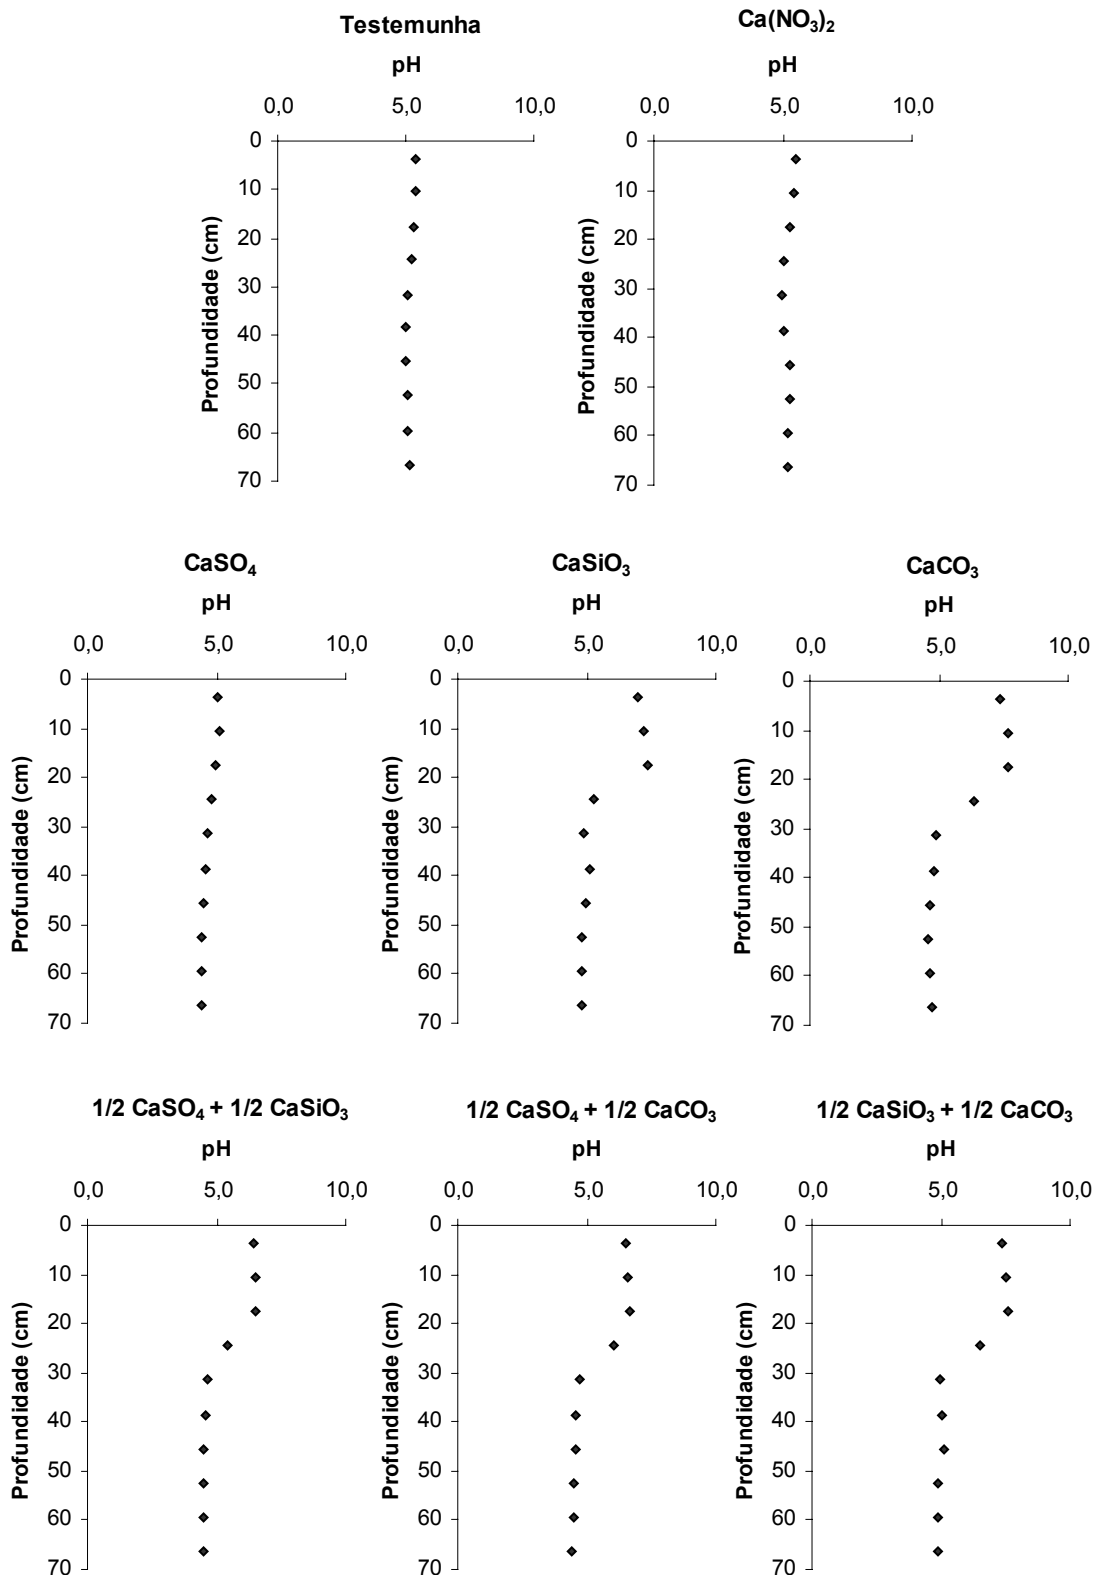 Testemunha
pH
0,0 5,0 10,0
0
10
20
30
40
50
60
70
Profundidade (cm)
Ca(NO₃)₂
pH
0,0 5,0 10,0
0
10
20
30
40
50
60
70
Profundidade (cm)
CaSO₄
pH
0,0 5,0 10,0
0
10
20
30
40
50
60
70
Profundidade (cm)
CaSiO₃
pH
0,0 5,0 10,0
0
10
20
30
40
50
60
70
Profundidade (cm)
CaCO₃
pH
0,0 5,0 10,0
0
10
20
30
40
50
60
70
Profundidade (cm)
1/2 CaSO₄ + 1/2 CaSiO₃
pH
0,0 5,0 10,0
0
10
20
30
40
50
60
70
Profundidade (cm)
1/2 CaSO₄ + 1/2 CaCO₃
pH
0,0 5,0 10,0
0
10
20
30
40
50
60
70
Profundidade (cm)
1/2 CaSiO₃ + 1/2 CaCO₃
pH
0,0 5,0 10,0
0
10
20
30
40
50
60
70
Profundidade (cm)